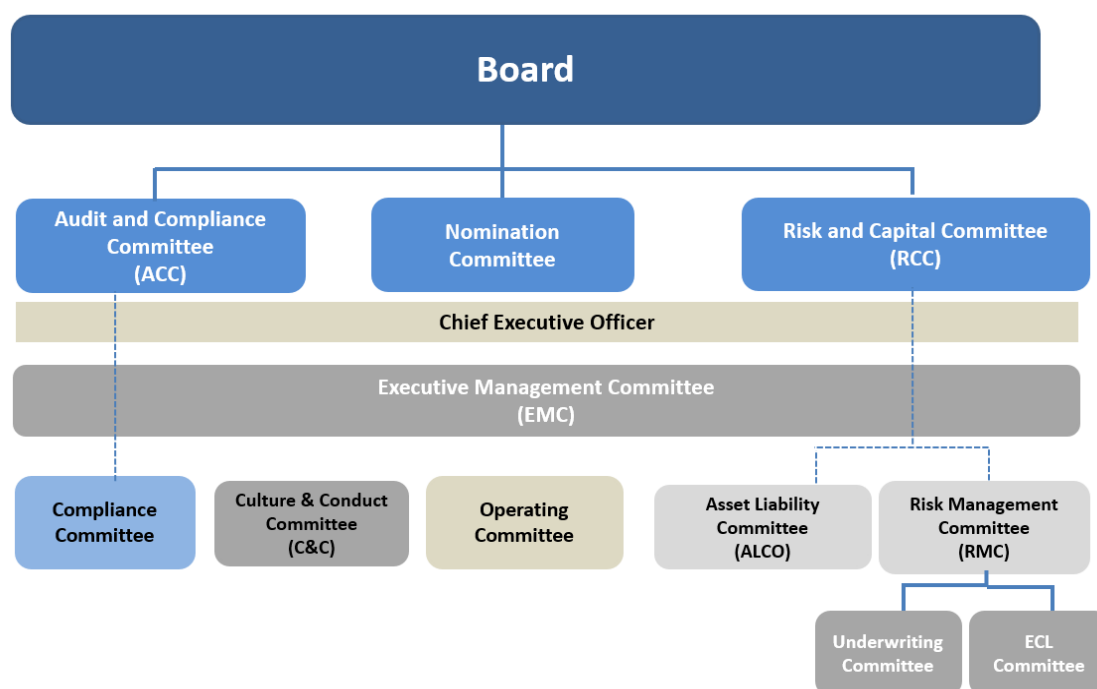 Board
Audit and Compliance
Committee
(ACC)
Nomination
Committee
Risk and Capital Committee
(RCC)
Chief Executive Officer
Executive Management Committee
(EMC)
Compliance
Committee
Culture & Conduct
Committee
(C&C)
Operating
Committee
Asset Liability
Committee
(ALCO)
Risk Management
Committee
(RMC)
Underwriting
Committee
ECL
Committee